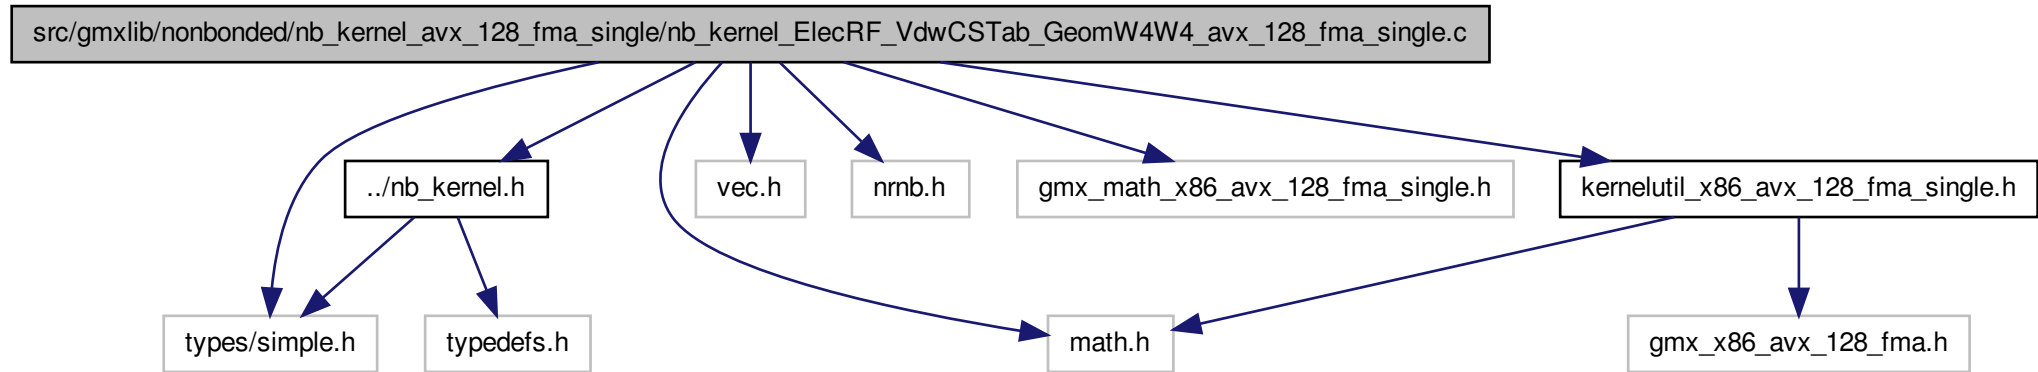 src/gmxlib/nonbonded/nb_kernel_avx_128_fma_single/nb_kernel_ElecRF_VdwCSTab_GeomW4W4_avx_128_fma_single.c
../nb_kernel.h
vec.h
nrnb.h
gmx_math_x86_avx_128_fma_single.h
kernelutil_x86_avx_128_fma_single.h
types/simple.h
typedefs.h
math.h
gmx_x86_avx_128_fma.h